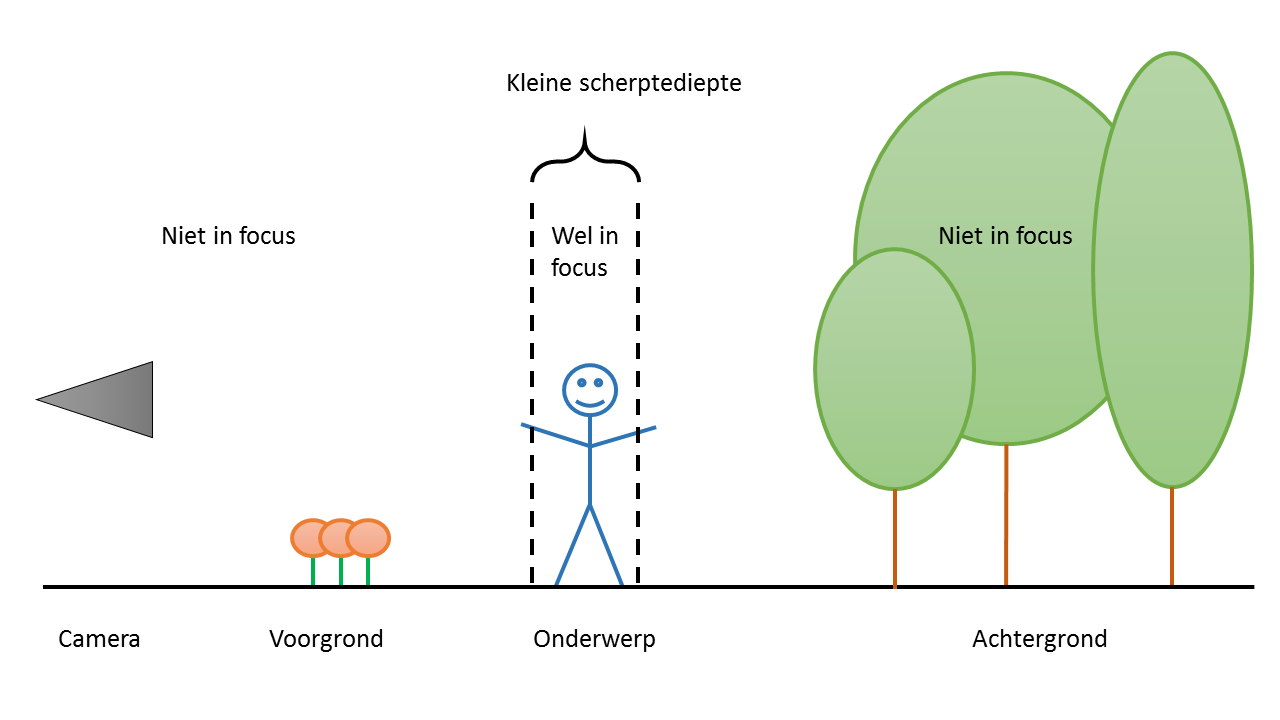 Kleine scherptediepte
Niet in focus
Wel in
focus
Niet in focus
Camera
Voorgrond
Onderwerp
Achtergrond